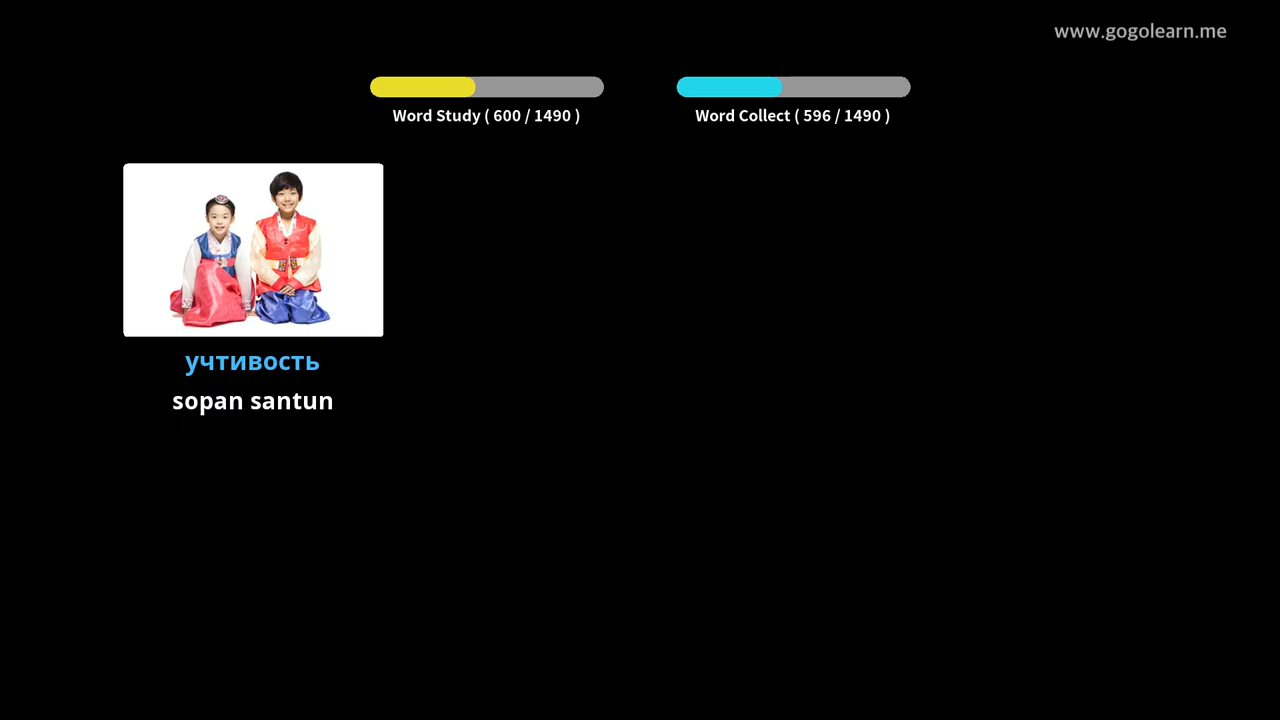 www.gogolearn.me
Word Study ( 600 / 1490 )
Word Collect ( 596 / 1490 )
учтивость
sopan santun